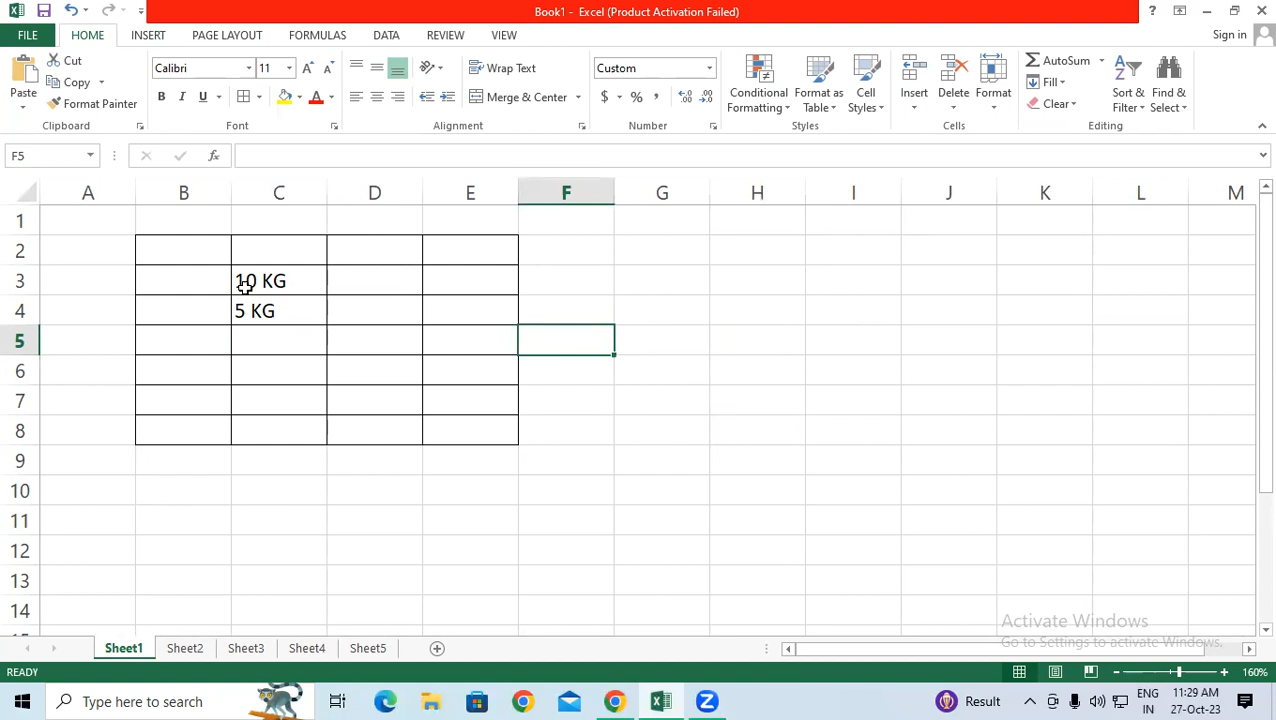 Book1 - Excel (Product Activation Failed)
FILE HOME INSERT PAGE LAYOUT FORMULAS DATA REVIEW VIEW Sign in
Paste Cut Copy Format Painter Clipboard
Calibri 11 B I U A Font
Wrap Text Merge & Center Alignment
Custom $ % , Number
Conditional Formatting Format as Table Cell Styles Styles
Insert Delete Format Cells
AutoSum Fill Clear Sort & Filter Find & Select Editing
F5 fx
A B C D E F G H I J K L M
1
2
3 10 KG
4 5 KG
5
6
7
8
9
10
11
12
13
14
Activate Windows
Go to Settings to activate Windows.
Sheet1 Sheet2 Sheet3 Sheet4 Sheet5
READY 160%
Type here to search Result ENG IN 11:29 AM 27-Oct-23